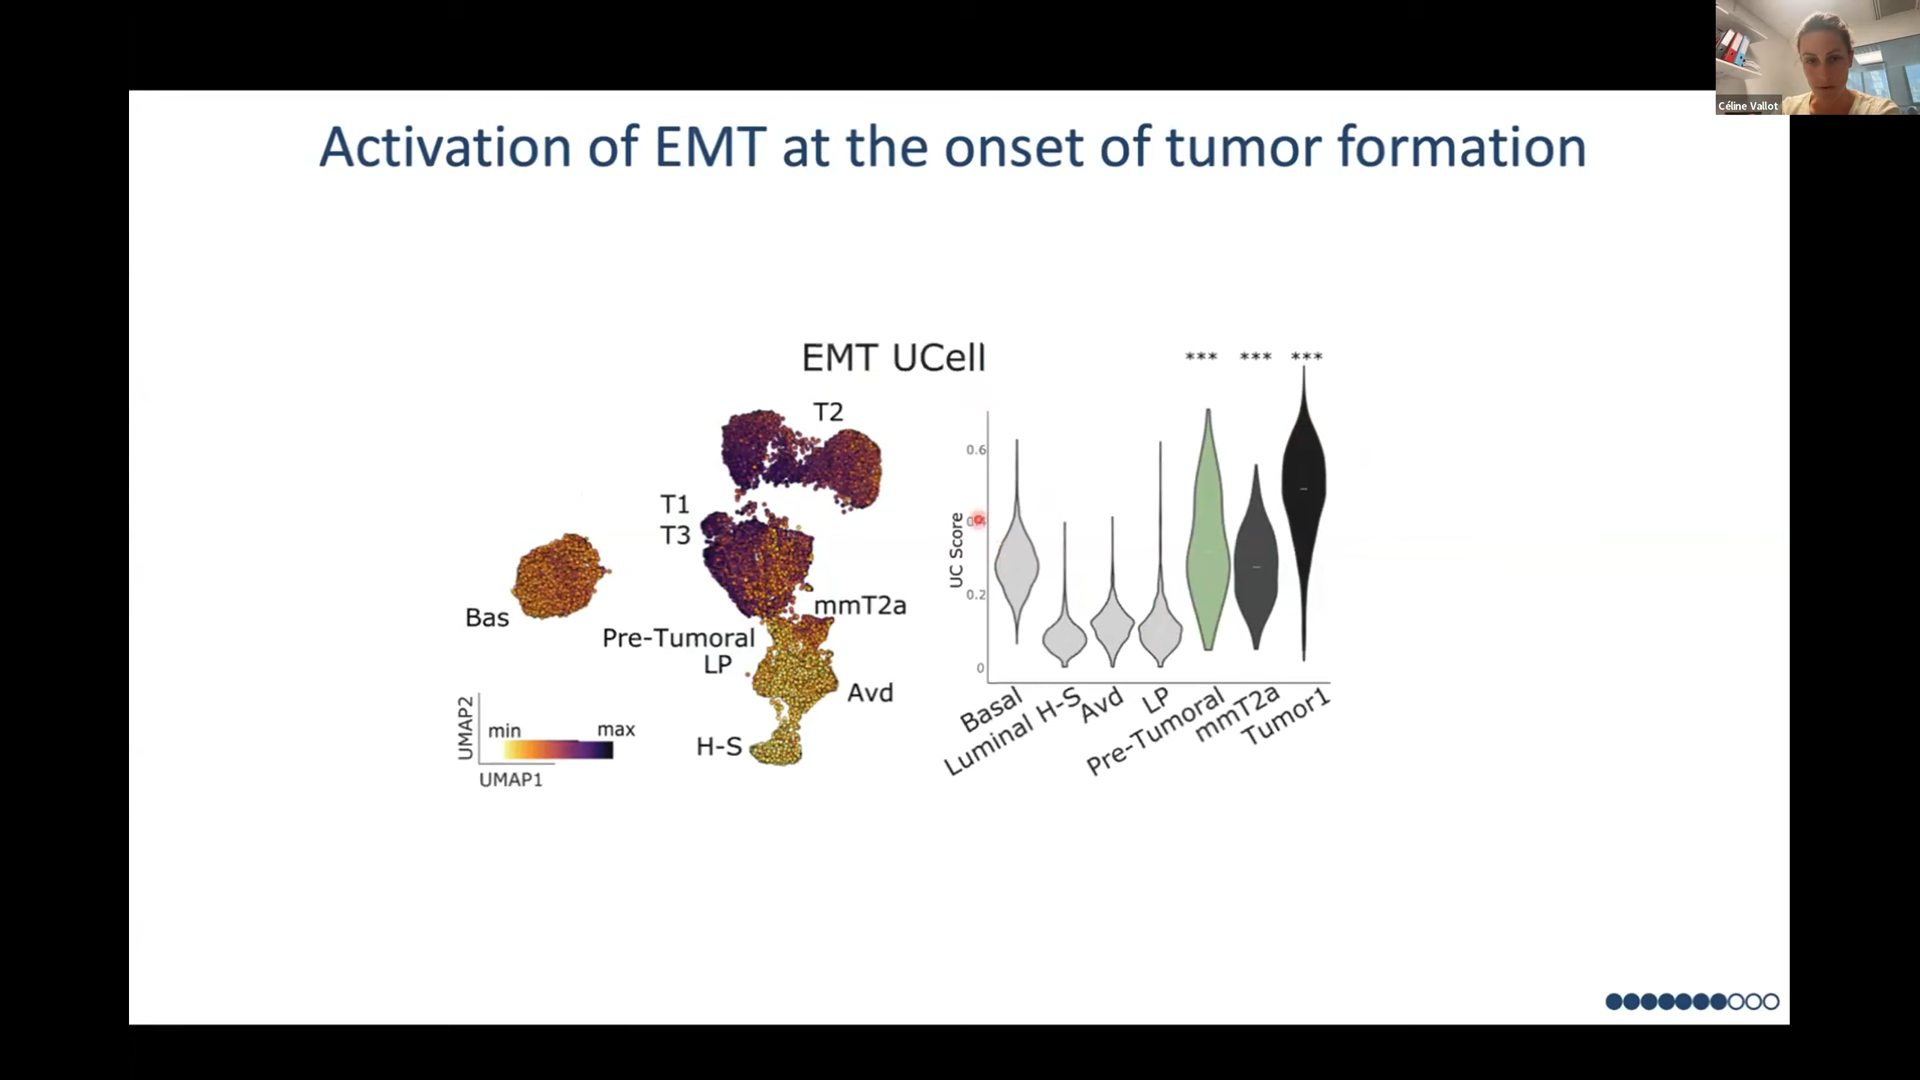 Céline Vallot
Activation of EMT at the onset of tumor formation
EMT UCell
*** *** ***
T2
T1
T3
Bas
mmT2a
Pre-Tumoral
LP
Avd
H-S
min max
UMAP2
UMAP1
UC Score
0.6
0.2
0
Basal
Luminal H-S
Avd
LP
Pre-Tumoral
mmT2a
Tumor1